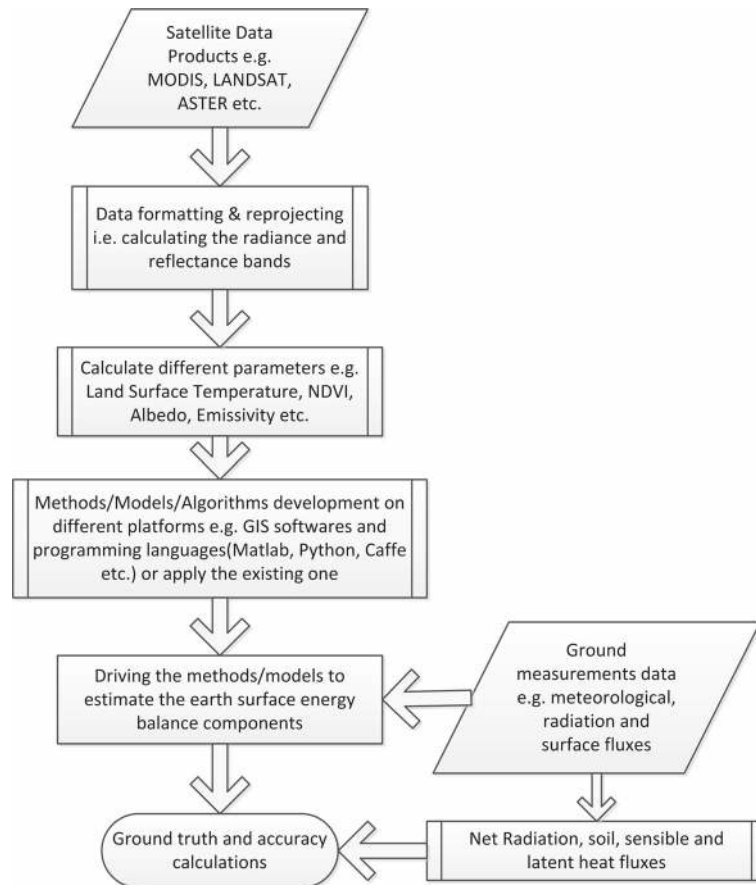 Satellite Data
Products e.g.
MODIS, LANDSAT,
ASTER etc.
Data formatting & reprojecting
i.e. calculating the radiance and
reflectance bands
Calculate different parameters e.g.
Land Surface Temperature, NDVI,
Albedo, Emissivity etc.
Methods/Models/Algorithms development on
different platforms e.g. GIS softwares and
programming languages(Matlab, Python, Caffe
etc.) or apply the existing one
Driving the methods/models to
estimate the earth surface energy
balance components
Ground
measurements data
e.g. meteorological,
radiation and
surface fluxes
Ground truth and accuracy
calculations
Net Radiation, soil, sensible and
latent heat fluxes